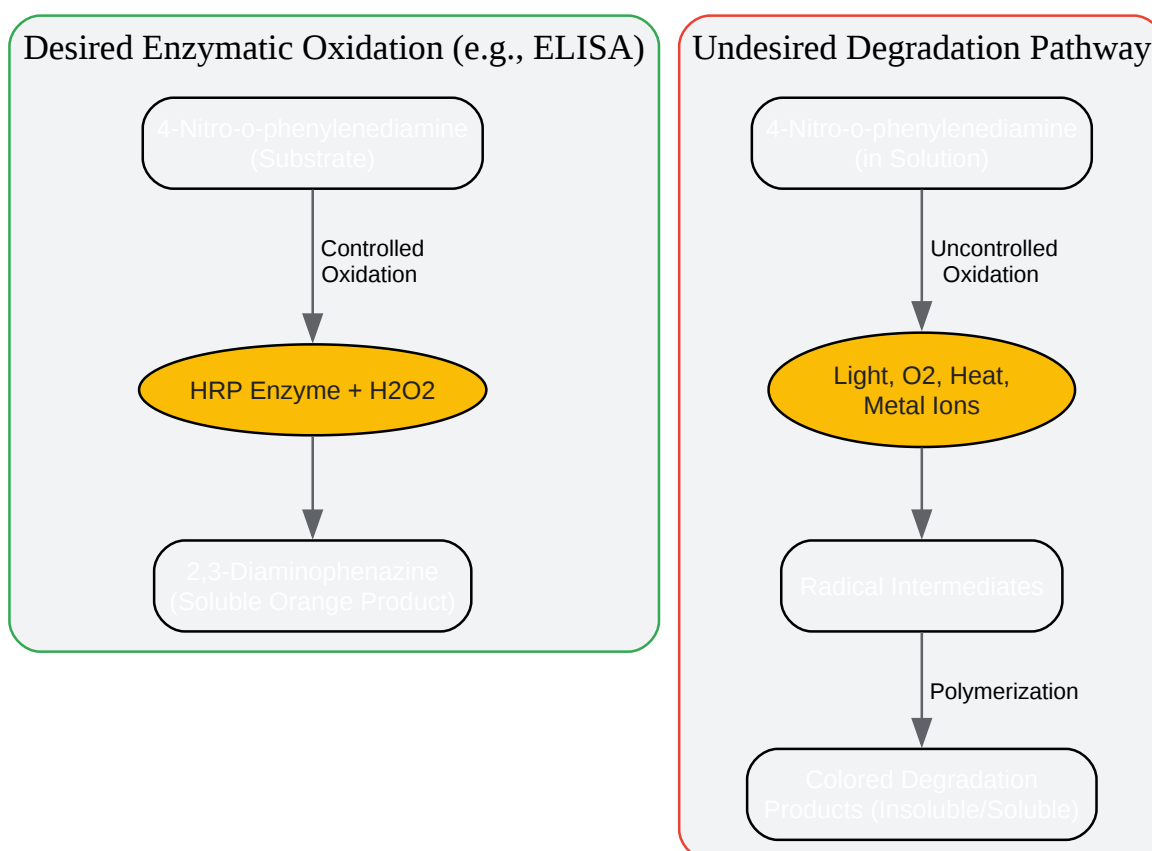 Desired Enzymatic Oxidation (e.g., ELISA)
4-Nitro-o-phenylenediamine
(Substrate)
Controlled
Oxidation
HRP Enzyme + H2O2
2,3-Diaminophenazine
(Soluble Orange Product)
Undesired Degradation Pathway
4-Nitro-o-phenylenediamine
(in Solution)
Uncontrolled
Oxidation
Light, O2, Heat,
Metal Ions
Radical Intermediates
Polymerization
Colored Degradation
Products (Insoluble/Soluble)